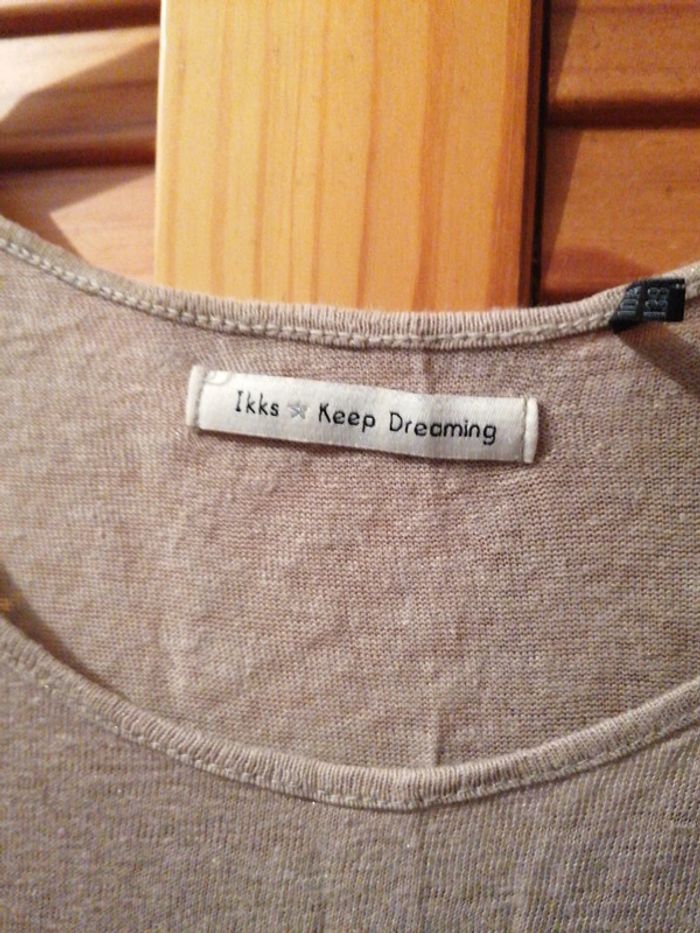 Ikks ☆ Keep Dreaming